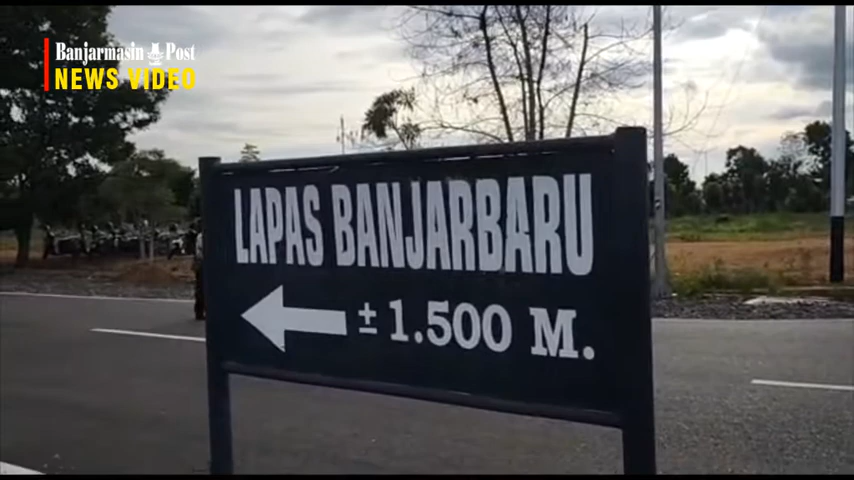 Banjarmasin Post
NEWS VIDEO
LAPAS BANJARBARU
± 1.500 M.